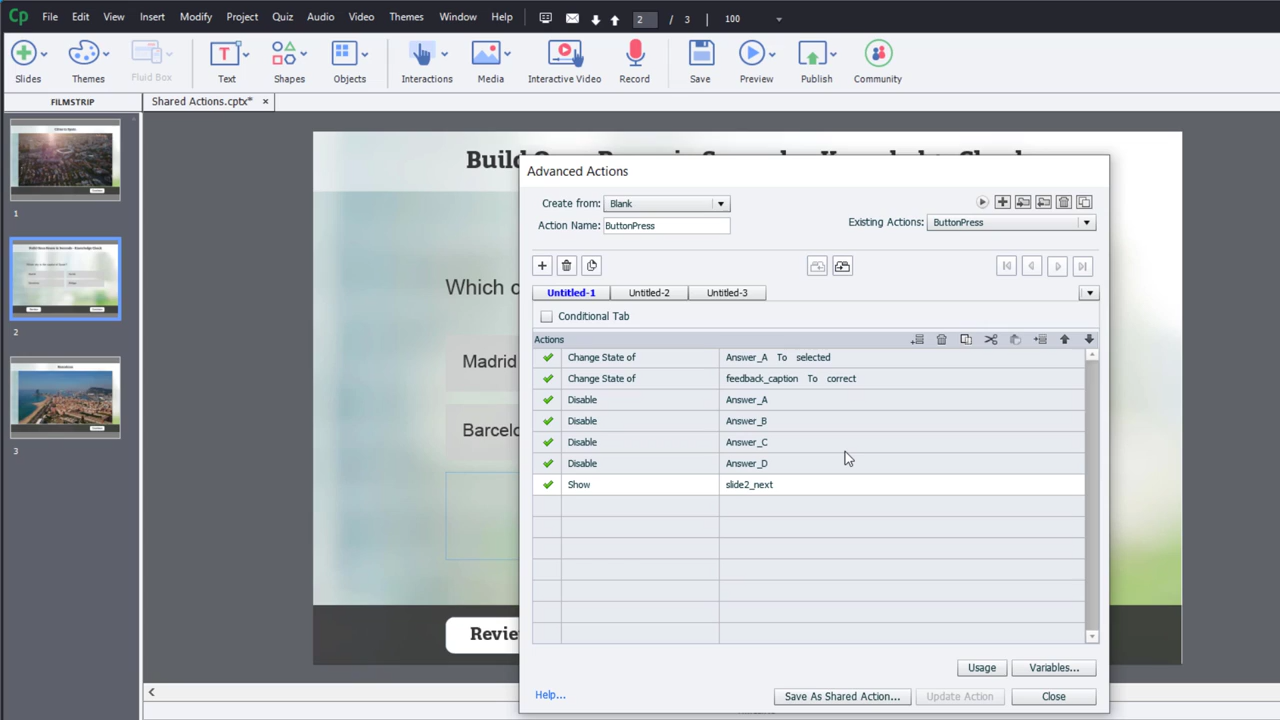 Cp File Edit View Insert Modify Project Quiz Audio Video Themes Window Help 2 / 3 100
Slides Themes Fluid Box Text Shapes Objects Interactions Media Interactive Video Record Save Preview Publish Community
FILMSTRIP Shared Actions.cptx* ×
1
2
3
Which c
Madrid
Barcelo
Revie
Advanced Actions
Create from: Blank
Action Name: ButtonPress
Existing Actions: ButtonPress
Untitled-1 Untitled-2 Untitled-3
Conditional Tab
Actions
Change State of Answer_A To selected
Change State of feedback_caption To correct
Disable Answer_A
Disable Answer_B
Disable Answer_C
Disable Answer_D
Show slide2_next
Usage Variables...
Help... Save As Shared Action... Update Action Close